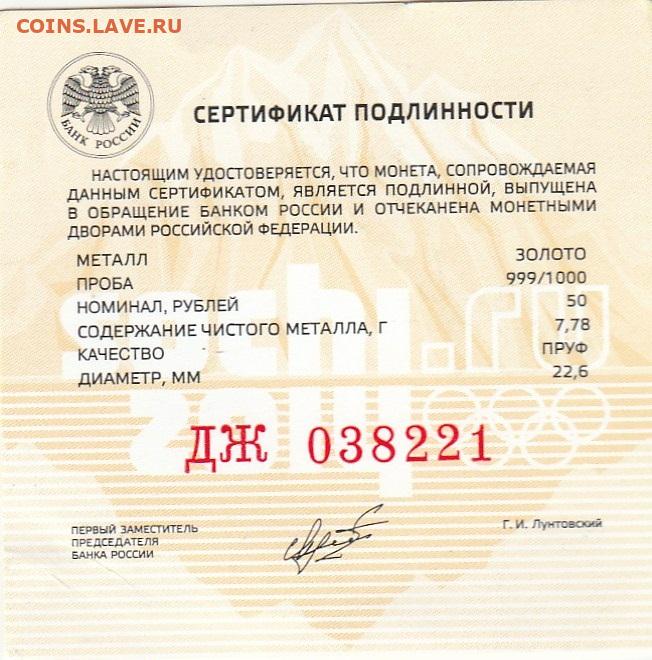 COINS.LAVE.RU
БАНК РОССИИ
СЕРТИФИКАТ ПОДЛИННОСТИ
НАСТОЯЩИМ УДОСТОВЕРЯЕТСЯ, ЧТО МОНЕТА, СОПРОВОЖДАЕМАЯ
ДАННЫМ СЕРТИФИКАТОМ, ЯВЛЯЕТСЯ ПОДЛИННОЙ, ВЫПУЩЕНА
В ОБРАЩЕНИЕ БАНКОМ РОССИИ И ОТЧЕКАНЕНА МОНЕТНЫМИ
ДВОРАМИ РОССИЙСКОЙ ФЕДЕРАЦИИ.
МЕТАЛЛ ЗОЛОТО
ПРОБА 999/1000
НОМИНАЛ, РУБЛЕЙ 50
СОДЕРЖАНИЕ ЧИСТОГО МЕТАЛЛА, Г 7,78
КАЧЕСТВО ПРУФ
ДИАМЕТР, ММ 22,6
sochi.ru
2014
ДЖ 038221
ПЕРВЫЙ ЗАМЕСТИТЕЛЬ
ПРЕДСЕДАТЕЛЯ
БАНКА РОССИИ
Г. И. Лунтовский